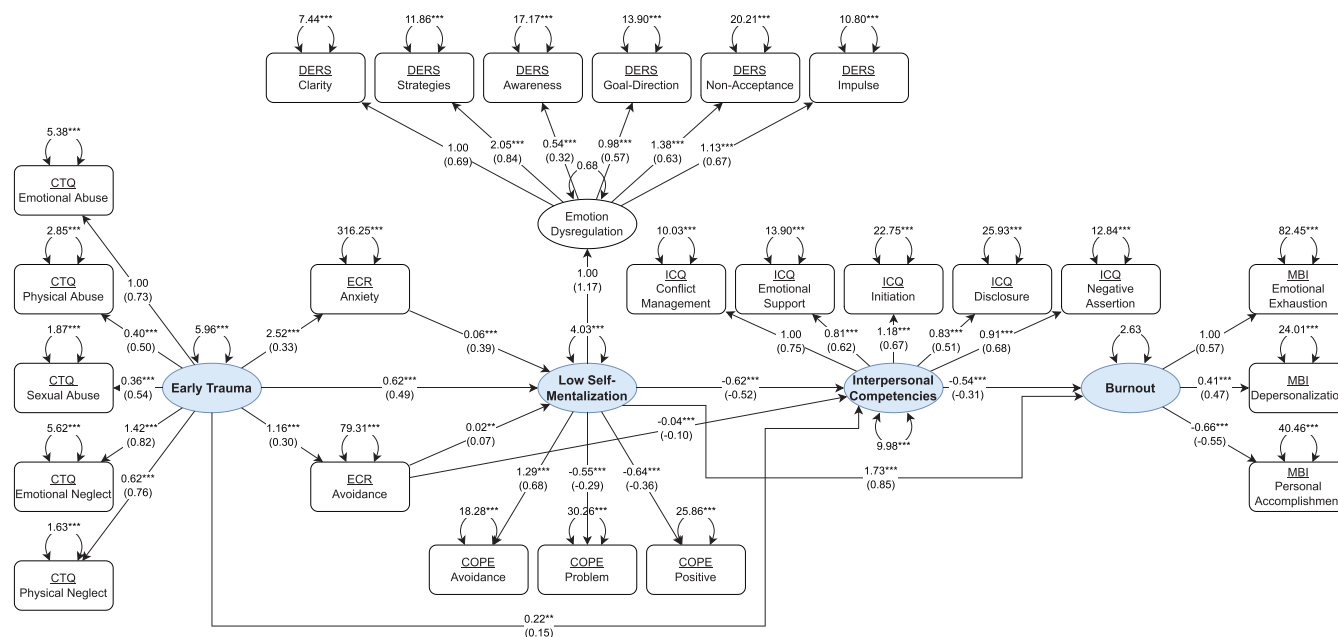 7.44***
11.86***
17.17***
13.90***
20.21***
10.80***
DERS
Clarity
DERS
Strategies
DERS
Awareness
DERS
Goal-Direction
DERS
Non-Acceptance
DERS
Impulse
1.00
(0.69)
2.05***
(0.84)
0.54***
(0.32)
0.98***
(0.57)
1.38***
(0.63)
1.13***
(0.67)
0.68
Emotion
Dysregulation
1.00
(1.17)
5.38***
CTQ
Emotional Abuse
2.85***
CTQ
Physical Abuse
1.87***
CTQ
Sexual Abuse
5.62***
CTQ
Emotional Neglect
1.63***
CTQ
Physical Neglect
1.00
(0.73)
0.40***
(0.50)
0.36***
(0.54)
1.42***
(0.82)
0.62***
(0.76)
5.96***
Early Trauma
2.52***
(0.33)
0.62***
(0.49)
1.16***
(0.30)
316.25***
ECR
Anxiety
79.31***
ECR
Avoidance
0.06***
(0.39)
0.02**
(0.07)
-0.04***
(-0.10)
4.03***
Low Self-
Mentalization
1.29***
(0.68)
-0.55***
(-0.29)
-0.64***
(-0.36)
18.28***
30.26***
25.86***
COPE
Avoidance
COPE
Problem
COPE
Positive
0.22**
(0.15)
-0.62***
(-0.52)
1.73***
(0.85)
10.03***
13.90***
22.75***
25.93***
12.84***
ICQ
Conflict
Management
ICQ
Emotional
Support
ICQ
Initiation
ICQ
Disclosure
ICQ
Negative
Assertion
1.00
(0.75)
0.81***
(0.62)
1.18***
(0.67)
0.83***
(0.51)
0.91***
(0.68)
Interpersonal
Competencies
9.98***
-0.54***
(-0.31)
2.63
Burnout
1.00
(0.57)
0.41***
(0.47)
-0.66***
(-0.55)
82.45***
MBI
Emotional
Exhaustion
24.01***
MBI
Depersonalization
40.46***
MBI
Personal
Accomplishment